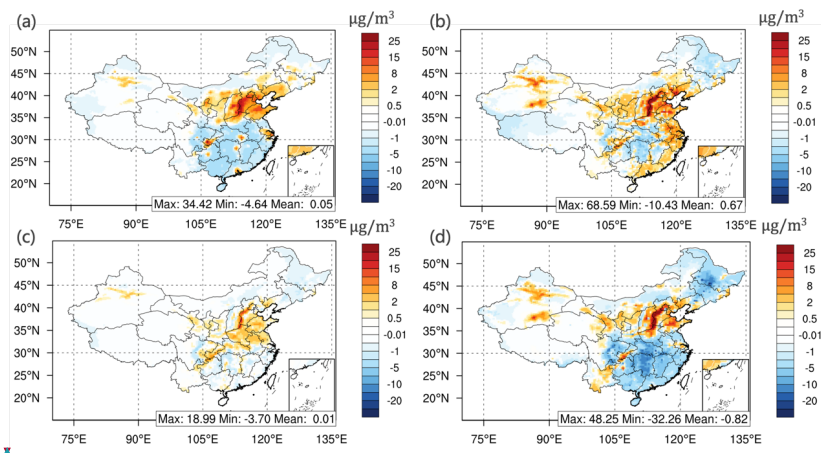 (a)
μg/m³
50°N
45°N
40°N
35°N
30°N
25°N
20°N
75°E 90°E 105°E 120°E 135°E
Max: 34.42 Min: -4.64 Mean: 0.05
25
15
8
2
0.5
-0.01
-1
-5
-10
-20
(b)
μg/m³
50°N
45°N
40°N
35°N
30°N
25°N
20°N
75°E 90°E 105°E 120°E 135°E
Max: 68.59 Min: -10.43 Mean: 0.67
25
15
8
2
0.5
-0.01
-1
-5
-10
-20
(c)
μg/m³
50°N
45°N
40°N
35°N
30°N
25°N
20°N
75°E 90°E 105°E 120°E 135°E
Max: 18.99 Min: -3.70 Mean: 0.01
25
15
8
2
0.5
-0.01
-1
-5
-10
-20
(d)
μg/m³
50°N
45°N
40°N
35°N
30°N
25°N
20°N
75°E 90°E 105°E 120°E 135°E
Max: 48.25 Min: -32.26 Mean: -0.82
25
15
8
2
0.5
-0.01
-1
-5
-10
-20